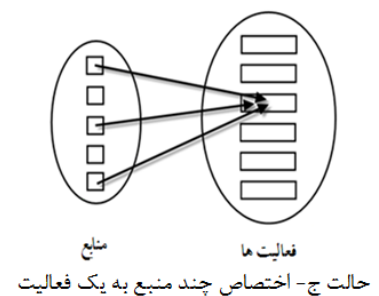 منابع
فعالیت ها
حالت ج- اختصاص چند منبع به یک فعالیت